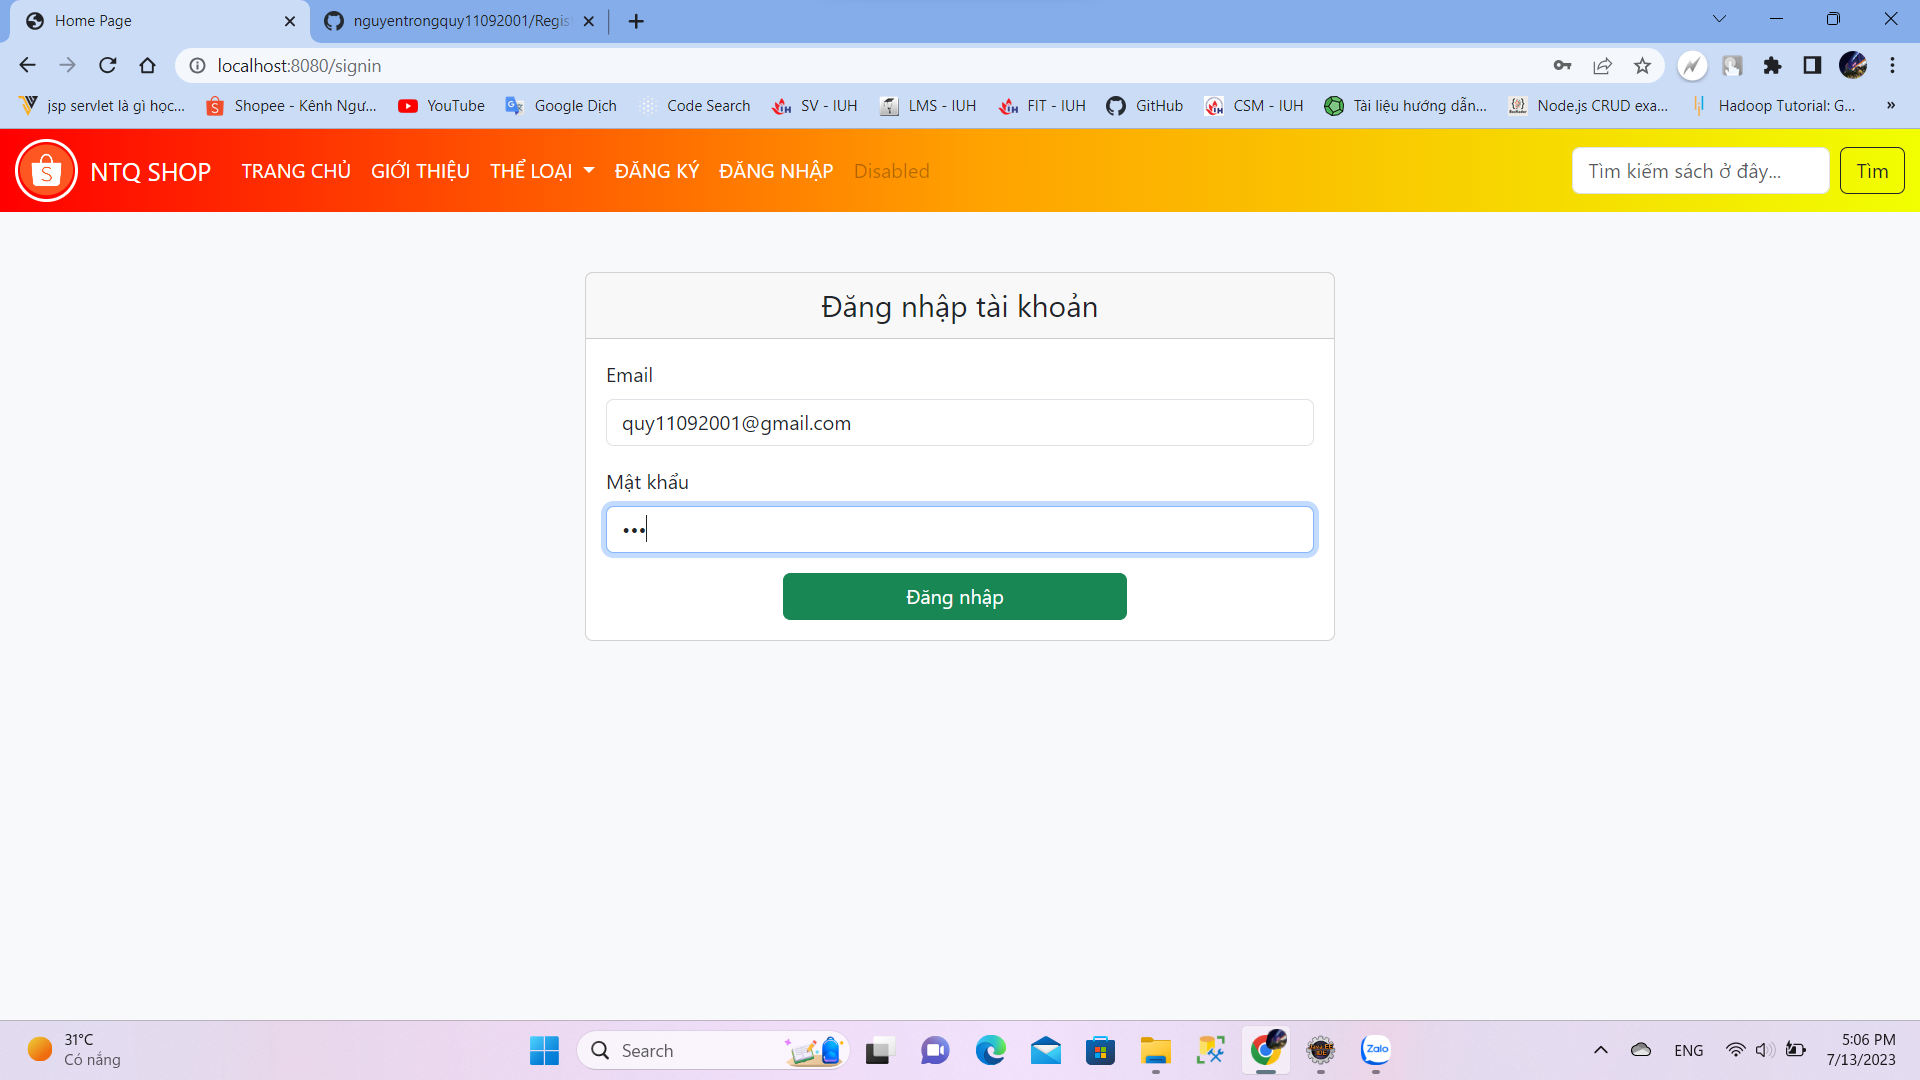 Home Page
nguyentrongquy11092001/Regis
localhost:8080/signin
jsp servlet là gì học...
Shopee - Kênh Ngư...
YouTube
Google Dịch
Code Search
SV - IUH
LMS - IUH
FIT - IUH
GitHub
CSM - IUH
Tài liệu hướng dẫn...
Node.js CRUD exa...
Hadoop Tutorial: G...
»
NTQ SHOP
TRANG CHỦ
GIỚI THIỆU
THỂ LOẠI
ĐĂNG KÝ
ĐĂNG NHẬP
Disabled
Tìm kiếm sách ở đây...
Tìm
Đăng nhập tài khoản
Email
quy11092001@gmail.com
Mật khẩu
•••
Đăng nhập
31°C
Có nắng
Search
Zalo
ENG
5:06 PM
7/13/2023